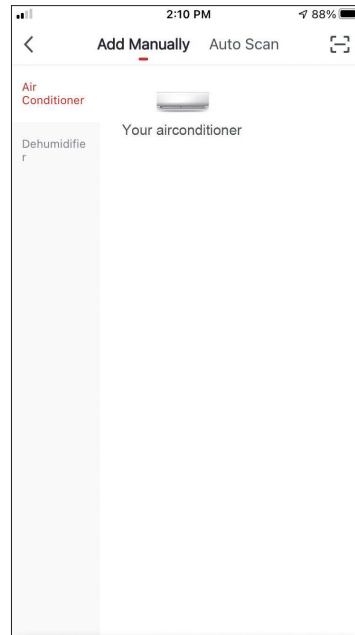 2:10 PM 88%
Add Manually Auto Scan
Air
Conditioner
Your airconditioner
Dehumidifie
r